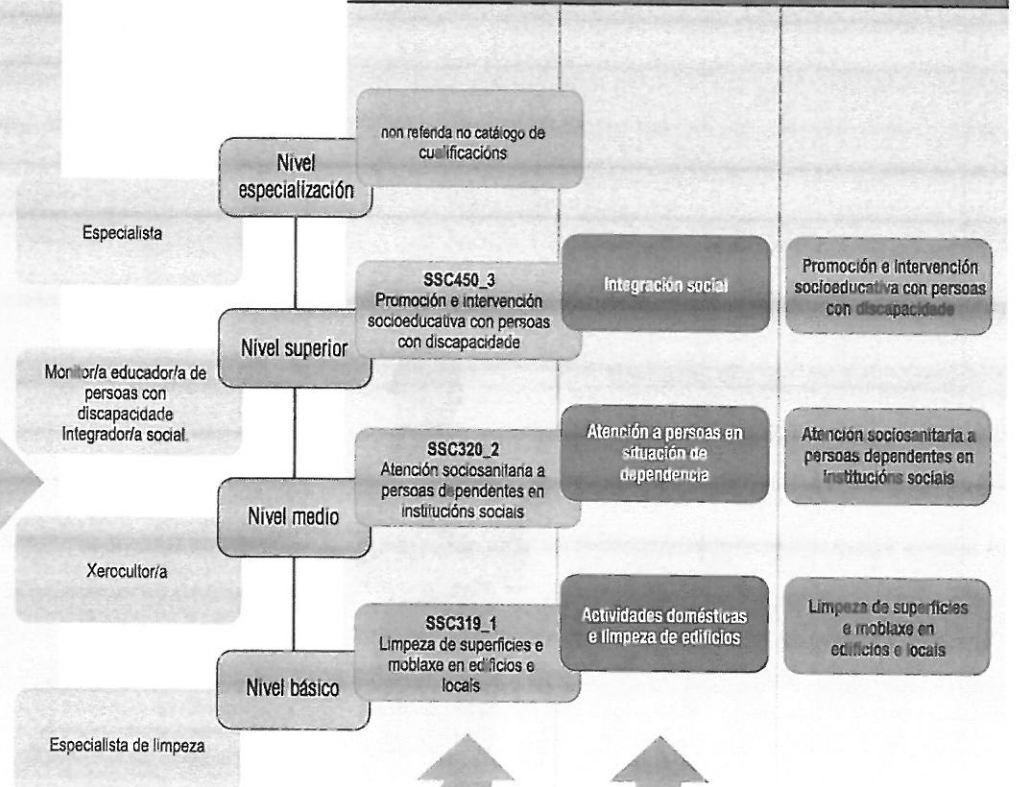 non referida no catálogo de
cualificacións
Nivel
especialización
Especialista
SSC450_3
Promoción e intervención
socioeducativa con persoas
con discapacidade
Integración social
Promoción e intervención
socioeducativa con persoas
con discapacidade
Nivel superior
Monitor/a educador/a de
persoas con
discapacidade
Integrador/a social.
SSC320_2
Atención sociosanitaria a
persoas dependentes en
institucións sociais
Atención a persoas en
situación de
dependencia
Atención sociosanitaria a
persoas dependentes en
institucións sociais
Nivel medio
Xerocultor/a
SSC319_1
Limpeza de superficies e
moblaxe en edificios e
locais
Actividades domésticas
e limpeza de edificios
Limpeza de superficies
e moblaxe en
edificios e locais
Nivel básico
Especialista de limpeza